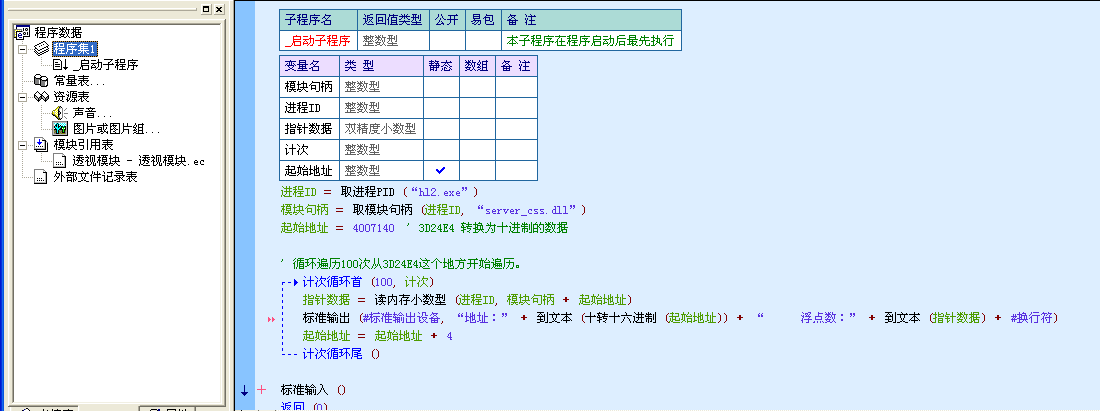 程序数据
程序集1
_启动子程序
常量表...
资源表
声音...
图片或图片组...
模块引用表
透视模块 - 透视模块.ec
外部文件记录表
子程序名 返回值类型 公开 易包 备 注
_启动子程序 整数型 本子程序在程序启动后最先执行
变量名 类 型 静态 数组 备 注
模块句柄 整数型
进程ID 整数型
指针数据 双精度小数型
计次 整数型
起始地址 整数型 ✔
进程ID = 取进程PID (“hl2.exe”)
模块句柄 = 取模块句柄 (进程ID, “server_css.dll”)
起始地址 = 4007140 ' 3D24E4 转换为十进制的数据
' 循环遍历100次从3D24E4这个地方开始遍历。
计次循环首 (100, 计次)
指针数据 = 读内存小数型 (进程ID, 模块句柄 + 起始地址)
标准输出 (#标准输出设备, “地址：” + 到文本 (十转十六进制 (起始地址)) + “      浮点数：” + 到文本 (指针数据) + #换行符)
起始地址 = 起始地址 + 4
计次循环尾 ()
标准输入 ()
返回 (0)